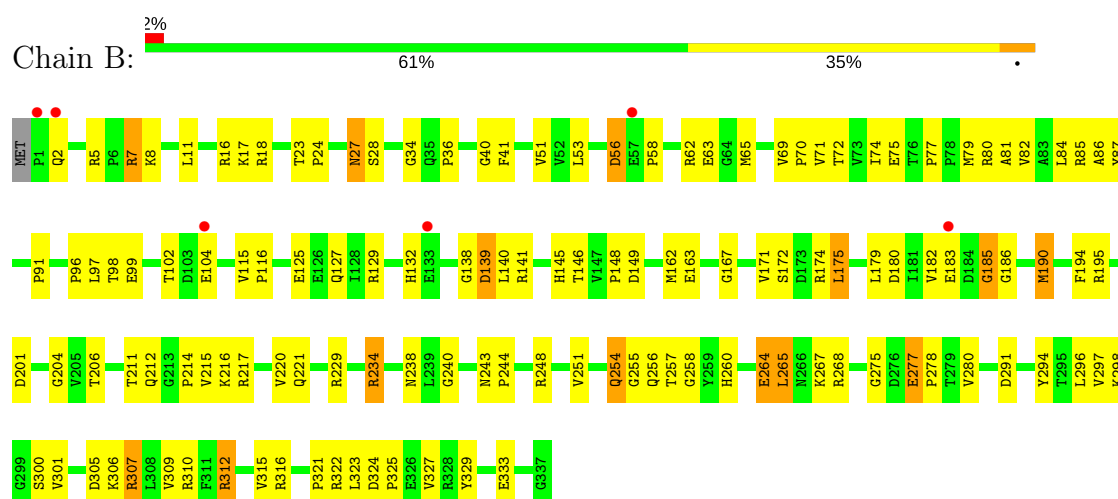 2%
Chain B:
61% 35% •
MET P1 Q2 R5 P6 R7 K8 L11 R16 K17 R18 T23 P24 N27 S28 G34 Q35 P36 G40 F41 V51 V52 L53 D56 E57 P58 R62 E63 G64 M65 V69 P70 V71 T72 V73 I74 E75 T76 P77 P78 M79 R80 A81 V82 A83 L84 R85 A86 Y87
P91 P96 L97 T98 E99 T102 D103 E104 V115 P116 E125 E126 Q127 I128 R129 H132 E133 G138 D139 L140 R141 H145 T146 V147 P148 D149 M162 E163 G167 V171 S172 D173 R174 L175 L179 D180 I181 V182 E183 D184 G185 G186 M190 F194 R195
D201 G204 V205 T206 T211 Q212 G213 P214 V215 K216 R217 V220 Q221 R229 R234 N238 L239 G240 N243 P244 R248 V251 Q254 G255 Q256 T257 G258 Y259 H260 E264 L265 N266 K267 R268 G275 D276 E277 P278 T279 V280 D291 Y294 T295 L296 V297 K298
G299 S300 V301 D305 K306 R307 L308 V309 R310 F311 R312 V315 R316 P321 R322 L323 D324 P325 E326 V327 R328 Y329 E333 G337